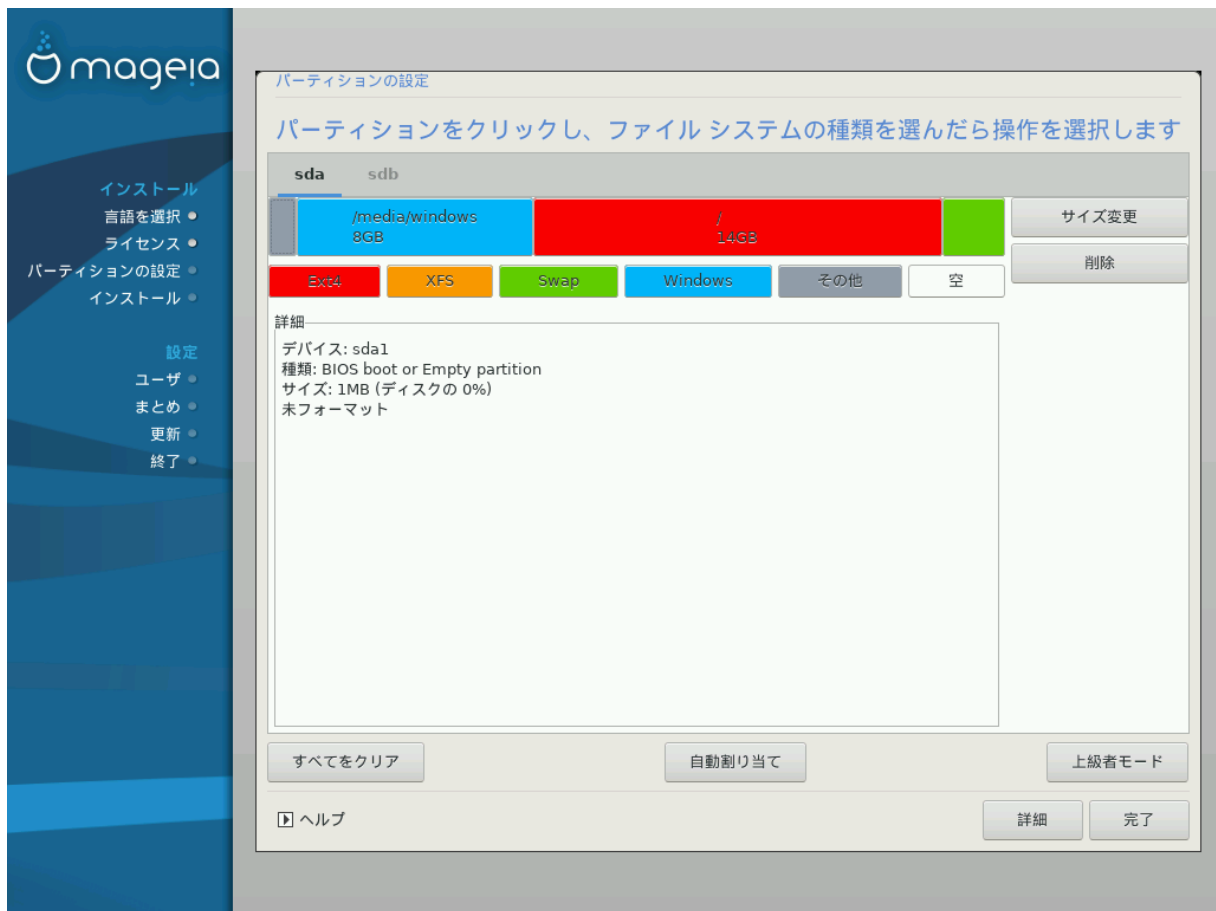 mageia
インストール
言語を選択
ライセンス
パーティションの設定
インストール
設定
ユーザ
まとめ
更新
終了
パーティションの設定
パーティションをクリックし、ファイル システムの種類を選んだら操作を選択します
sda sdb
/media/windows
8GB
/
14GB
サイズ変更
削除
Ext4 XFS Swap Windows その他 空
詳細
デバイス: sda1
種類: BIOS boot or Empty partition
サイズ: 1MB (ディスクの 0%)
未フォーマット
すべてをクリア 自動割り当て 上級者モード
ヘルプ 詳細 完了